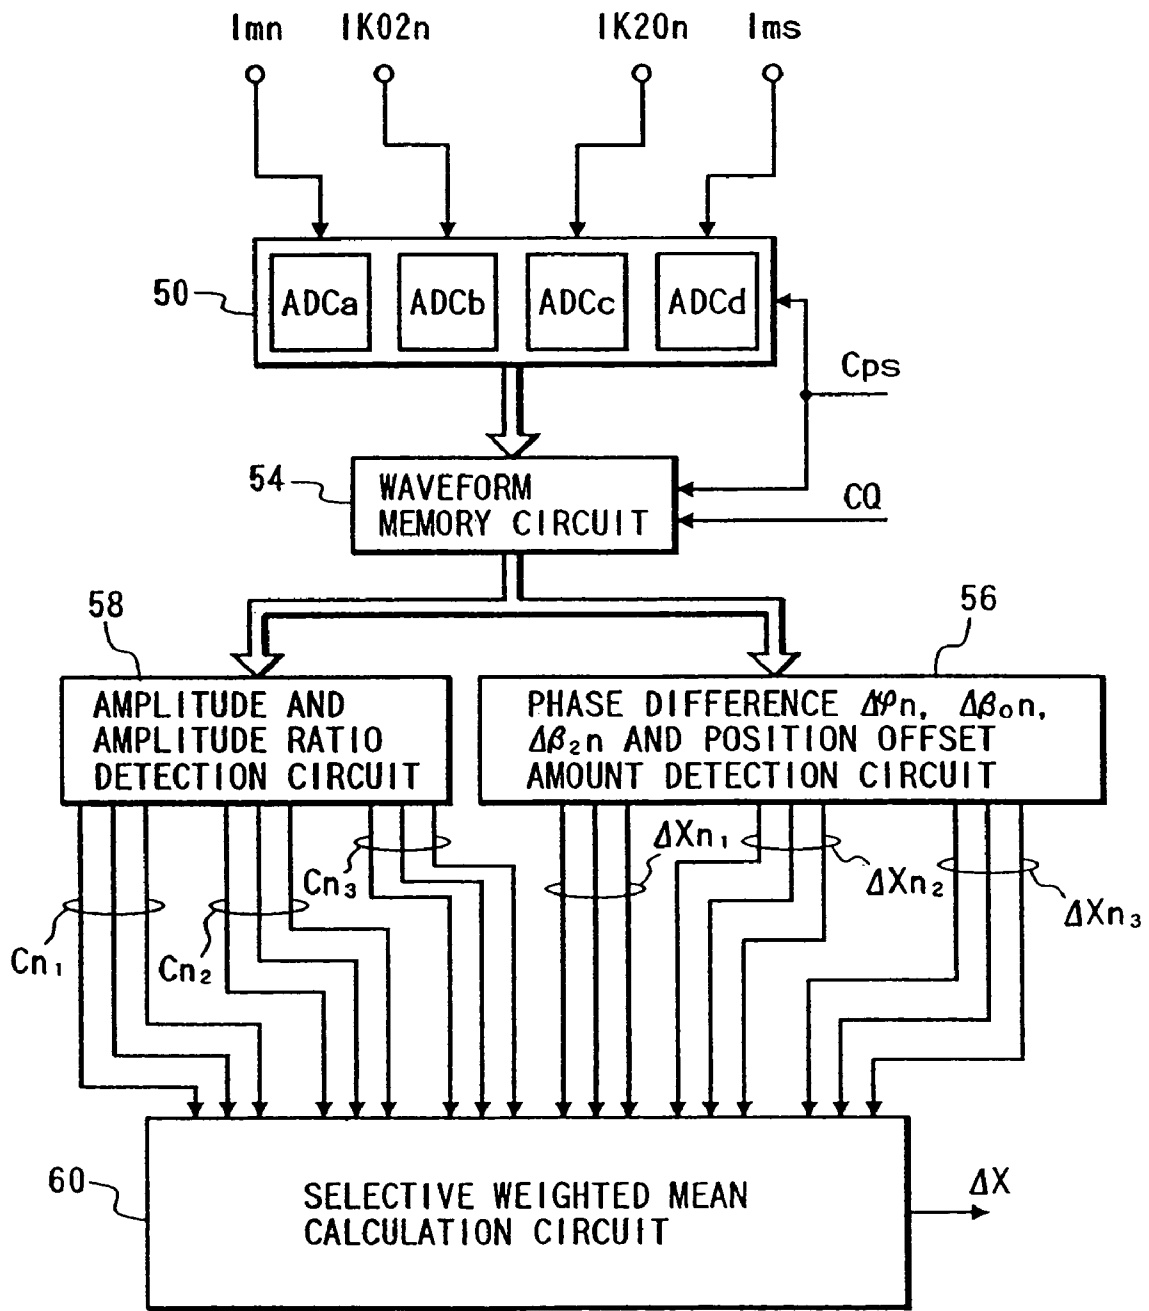 Imn IK02n IK20n Ims
50
ADCa ADCb ADCc ADCd
Cps
54
WAVEFORM
MEMORY CIRCUIT
CQ
58
56
AMPLITUDE AND
AMPLITUDE RATIO
DETECTION CIRCUIT
PHASE DIFFERENCE Δφn, Δβ₀n,
Δβ₂n AND POSITION OFFSET
AMOUNT DETECTION CIRCUIT
Cn₁
Cn₂
Cn₃
ΔXn₁
ΔXn₂
ΔXn₃
60
SELECTIVE WEIGHTED MEAN
CALCULATION CIRCUIT
ΔX